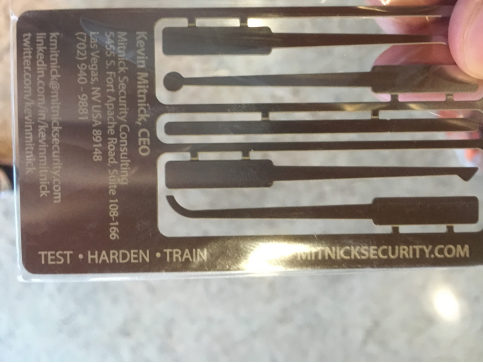 Kevin Mitnick, CEO
Mitnick Security Consulting
5455 S. Fort Apache Road, Suite 108-166
Las Vegas, NV USA 89148
(702) 940 - 9881
kmitnick@mitnicksecurity.com
linkedin.com/in/kevinmitnick
twitter.com/kevinmitnick
TEST • HARDEN • TRAIN
MITNICKSECURITY.COM